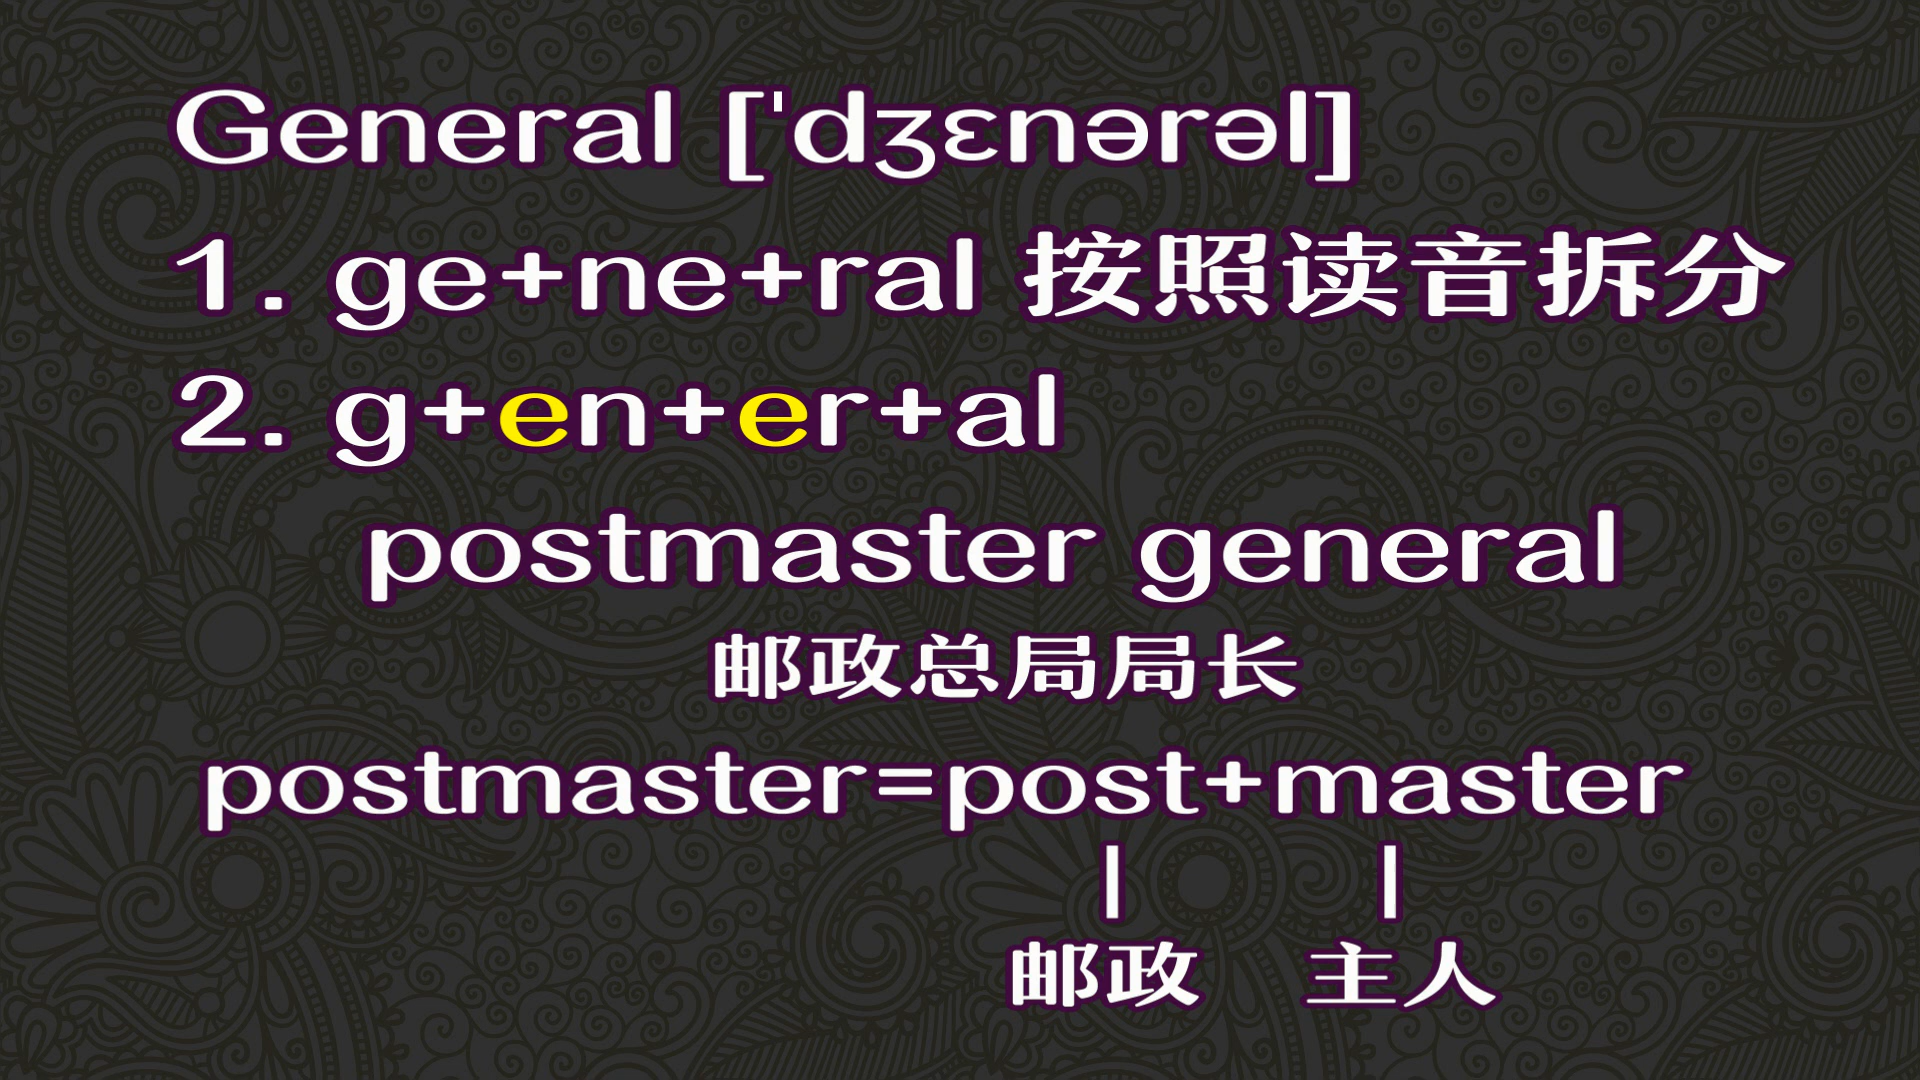 General ['dʒɛnərəl]
1. ge+ne+ral 按照读音拆分
2. g+en+er+al
postmaster general
邮政总局局长
postmaster=post+master
| |
邮政 主人